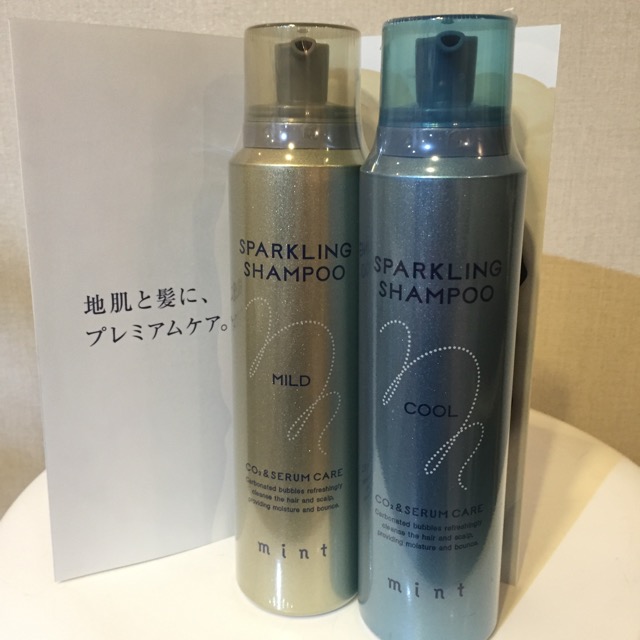 地肌と髪に、
プレミアムケア。
SPARKLING
SHAMPOO
MILD
CO₂ & SERUM CARE
Carbonated bubbles refreshingly
cleanse the hair and scalp,
providing moisture and bounce.
mint
SPARKLING
SHAMPOO
COOL
CO₂ & SERUM CARE
Carbonated bubbles refreshingly
cleanse the hair and scalp,
providing moisture and bounce.
mint